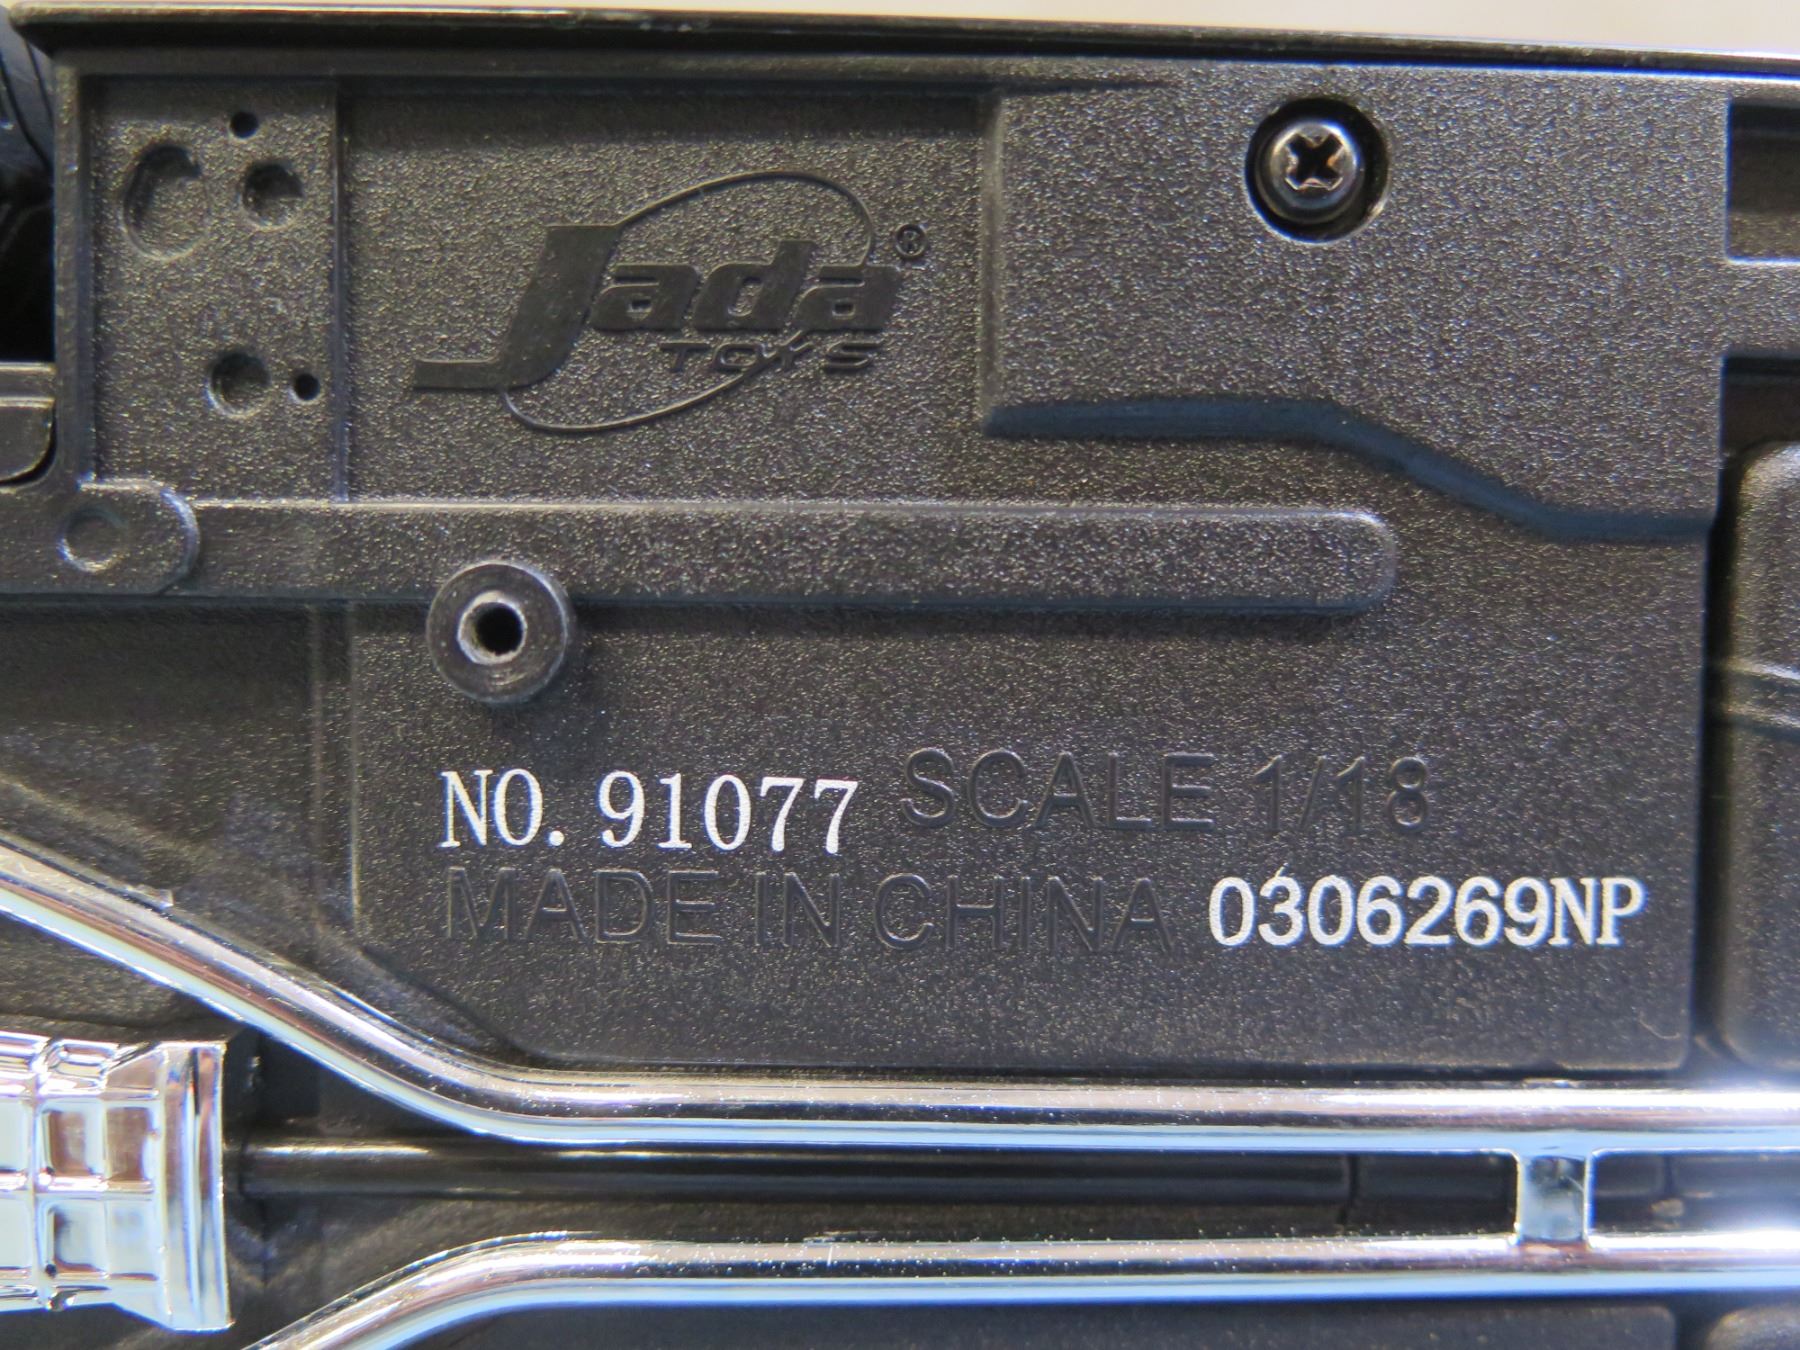 Jada®
TOYS
NO. 91077 SCALE 1/18
MADE IN CHINA 0306269NP